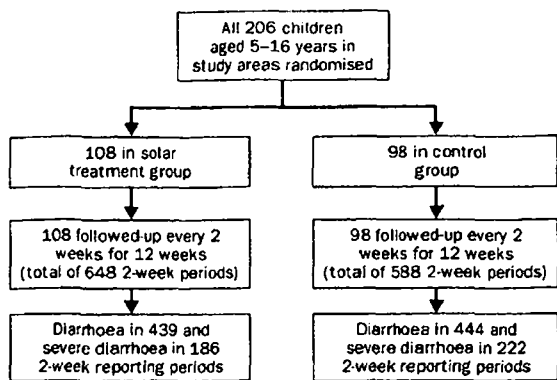 All 206 children
aged 5–16 years in
study areas randomised
108 in solar
treatment group
98 in control
group
108 followed-up every 2
weeks for 12 weeks
(total of 648 2-week periods)
98 followed-up every 2
weeks for 12 weeks
(total of 588 2-week periods)
Diarrhoea in 439 and
severe diarrhoea in 186
2-week reporting periods
Diarrhoea in 444 and
severe diarrhoea in 222
2-week reporting periods